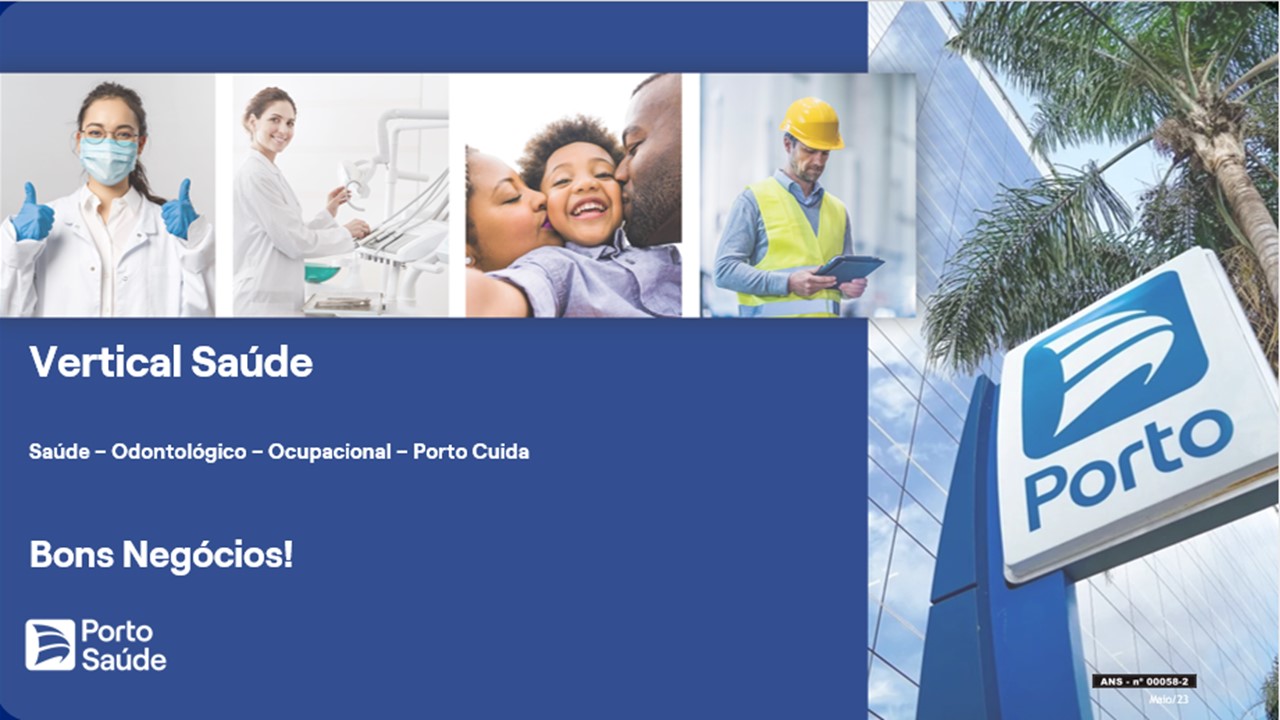 Vertical Saúde
Saúde – Odontológico – Ocupacional – Porto Cuida
Bons Negócios!
Porto
Saúde
Porto
ANS - nº 00058-2
Maio/23